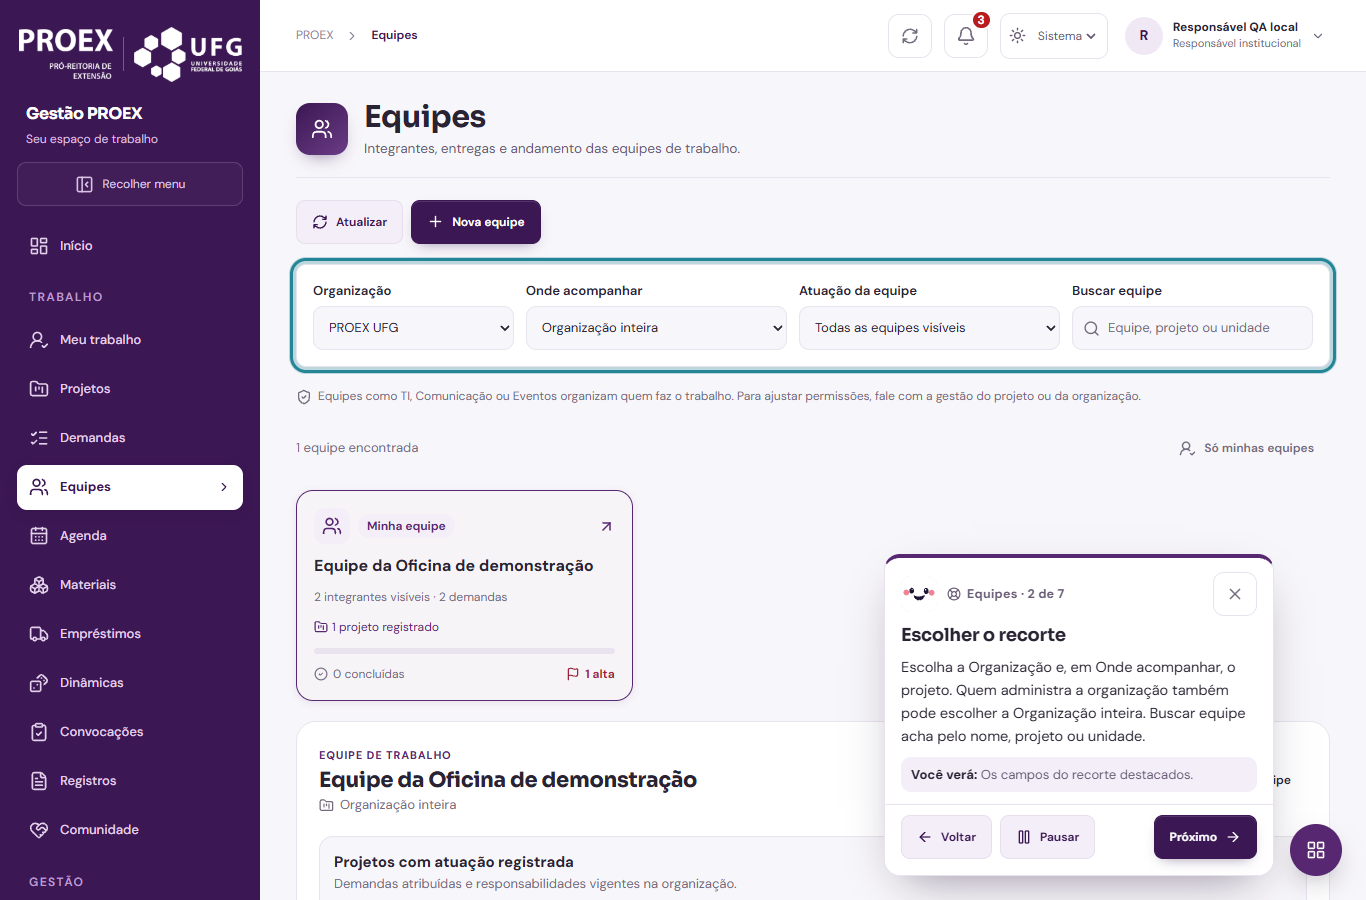 PROEX
PRÓ-REITORIA DE
EXTENSÃO
UFG
UNIVERSIDADE
FEDERAL DE GOIÁS
Gestão PROEX
Seu espaço de trabalho
Recolher menu
Início
TRABALHO
Meu trabalho
Projetos
Demandas
Equipes
Agenda
Materiais
Empréstimos
Dinâmicas
Convocações
Registros
Comunidade
GESTÃO
PROEX > Equipes
3
Sistema
R
Responsável QA local
Responsável institucional
Equipes
Integrantes, entregas e andamento das equipes de trabalho.
Atualizar
Nova equipe
Organização
PROEX UFG
Onde acompanhar
Organização inteira
Atuação da equipe
Todas as equipes visíveis
Buscar equipe
Equipe, projeto ou unidade
Equipes como TI, Comunicação ou Eventos organizam quem faz o trabalho. Para ajustar permissões, fale com a gestão do projeto ou da organização.
1 equipe encontrada
Só minhas equipes
Minha equipe
Equipe da Oficina de demonstração
2 integrantes visíveis · 2 demandas
1 projeto registrado
0 concluídas
1 alta
EQUIPE DE TRABALHO
Equipe da Oficina de demonstração
Organização inteira
Projetos com atuação registrada
Demandas atribuídas e responsabilidades vigentes na organização.
Equipes · 2 de 7
Escolher o recorte
Escolha a Organização e, em Onde acompanhar, o
projeto. Quem administra a organização também
pode escolher a Organização inteira. Buscar equipe
acha pelo nome, projeto ou unidade.
Você verá: Os campos do recorte destacados.
Voltar
Pausar
Próximo